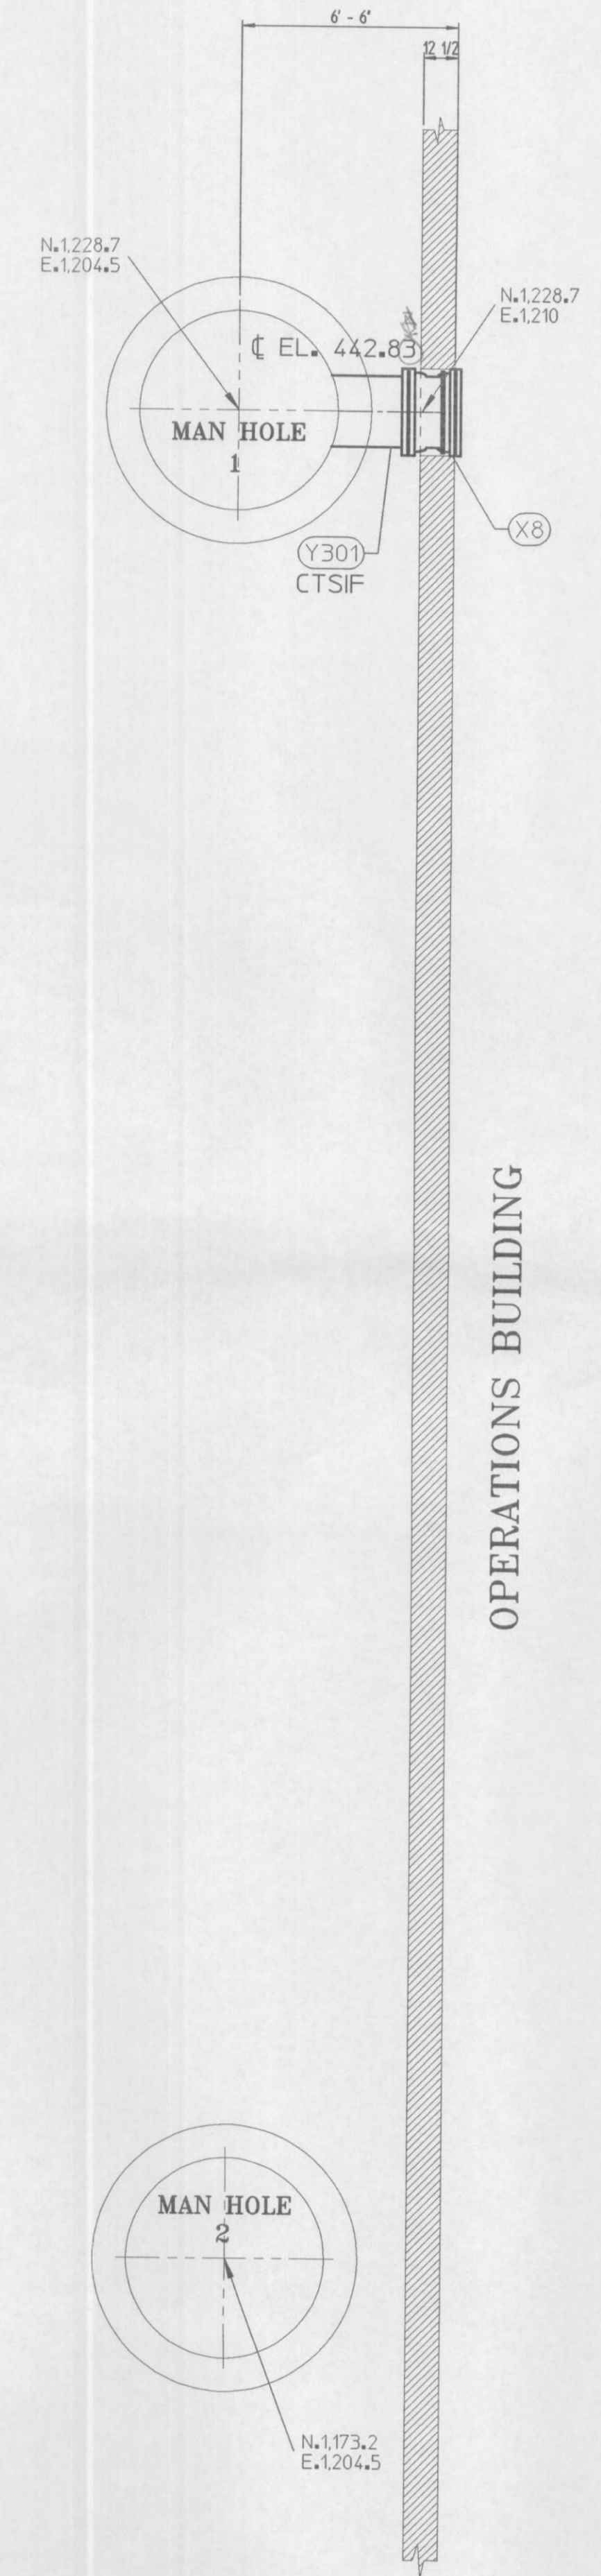 6' - 6"
12 1/2
N.1,228.7
E.1,204.5
N.1,228.7
E.1,210
℄ EL. 442.83
MAN HOLE
1
X8
Y301
CTSIF
OPERATIONS BUILDING
MAN HOLE
2
N.1,173.2
E.1,204.5